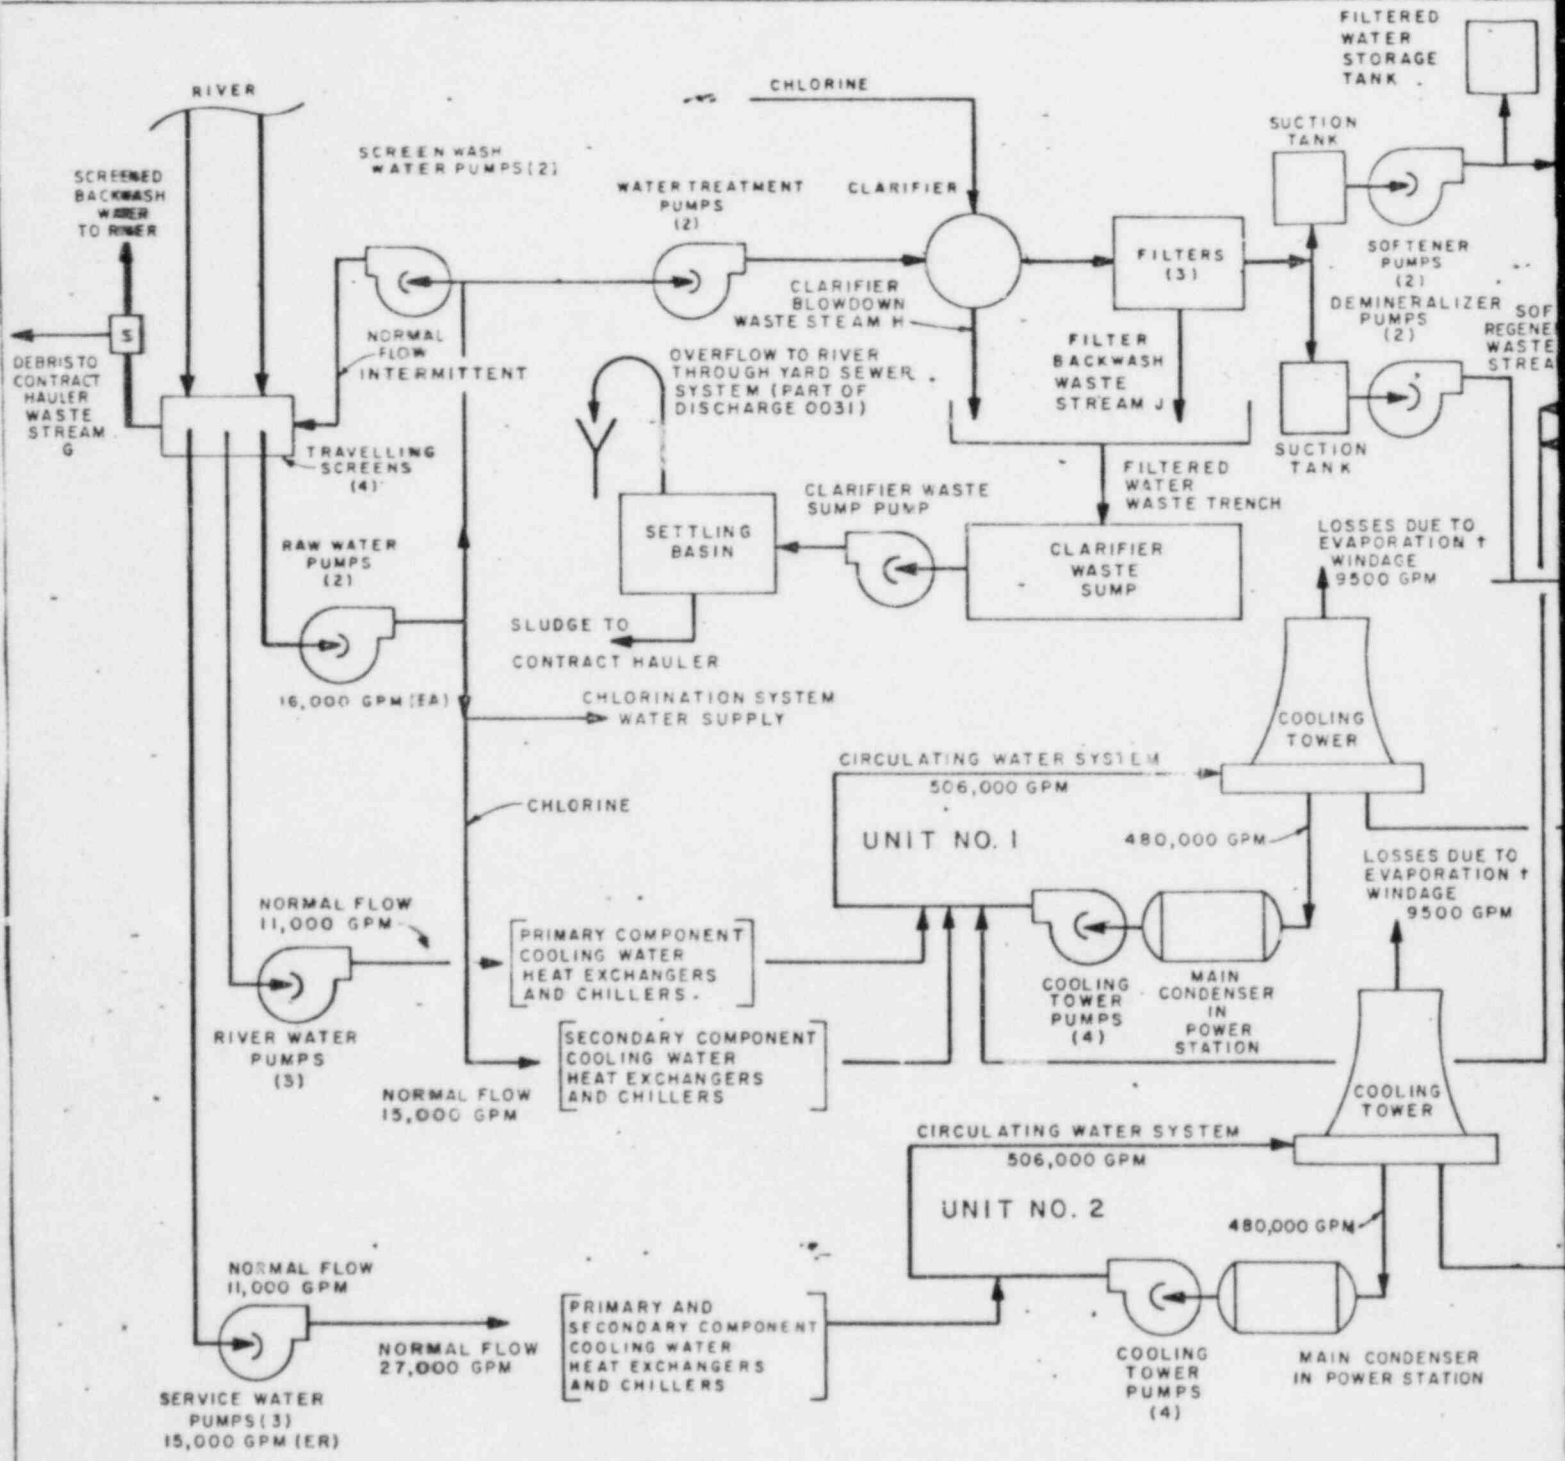 FILTERED
WATER
STORAGE
TANK
RIVER
CHLORINE
SUCTION
TANK
SCREEN WASH
WATER PUMPS (2)
SCREENED
BACKWASH
WATER
TO RIVER
WATER TREATMENT
PUMPS
(2)
CLARIFIER
FILTERS
(3)
SOFTENER
PUMPS
(2)
DEMINERALIZER
PUMPS
(2)
CLARIFIER
BLOWDOWN
WASTE STEAM H
S
SOF
REGENE
WASTE
STREA
NORMAL
FLOW
INTERMITTENT
DEBRIS TO
CONTRACT
HAULER
WASTE
STREAM
G
OVERFLOW TO RIVER
THROUGH YARD SEWER
SYSTEM (PART OF
DISCHARGE 0031)
FILTER
BACKWASH
WASTE
STREAM J
TRAVELLING
SCREENS
(4)
SUCTION
TANK
FILTERED
WATER
WASTE TRENCH
CLARIFIER WASTE
SUMP PUMP
SETTLING
BASIN
CLARIFIER
WASTE
SUMP
LOSSES DUE TO
EVAPORATION †
WINDAGE
9500 GPM
RAW WATER
PUMPS
(2)
16,000 GPM (EA)
SLUDGE TO
CONTRACT HAULER
CHLORINATION SYSTEM
WATER SUPPLY
COOLING
TOWER
CIRCULATING WATER SYSTEM
506,000 GPM
UNIT NO. 1
480,000 GPM
CHLORINE
LOSSES DUE TO
EVAPORATION †
WINDAGE
9500 GPM
NORMAL FLOW
11,000 GPM
PRIMARY COMPONENT
COOLING WATER
HEAT EXCHANGERS
AND CHILLERS.
COOLING
TOWER
PUMPS
(4)
MAIN
CONDENSER
IN
POWER
STATION
RIVER WATER
PUMPS
(3)
SECONDARY COMPONENT
COOLING WATER
HEAT EXCHANGERS
AND CHILLERS
NORMAL FLOW
15,000 GPM
COOLING
TOWER
CIRCULATING WATER SYSTEM
506,000 GPM
UNIT NO. 2
480,000 GPM
NORMAL FLOW
11,000 GPM
NORMAL FLOW
27,000 GPM
PRIMARY AND
SECONDARY COMPONENT
COOLING WATER
HEAT EXCHANGERS
AND CHILLERS
COOLING
TOWER
PUMPS
(4)
MAIN CONDENSER
IN POWER STATION
SERVICE WATER
PUMPS (3)
15,000 GPM (ER)